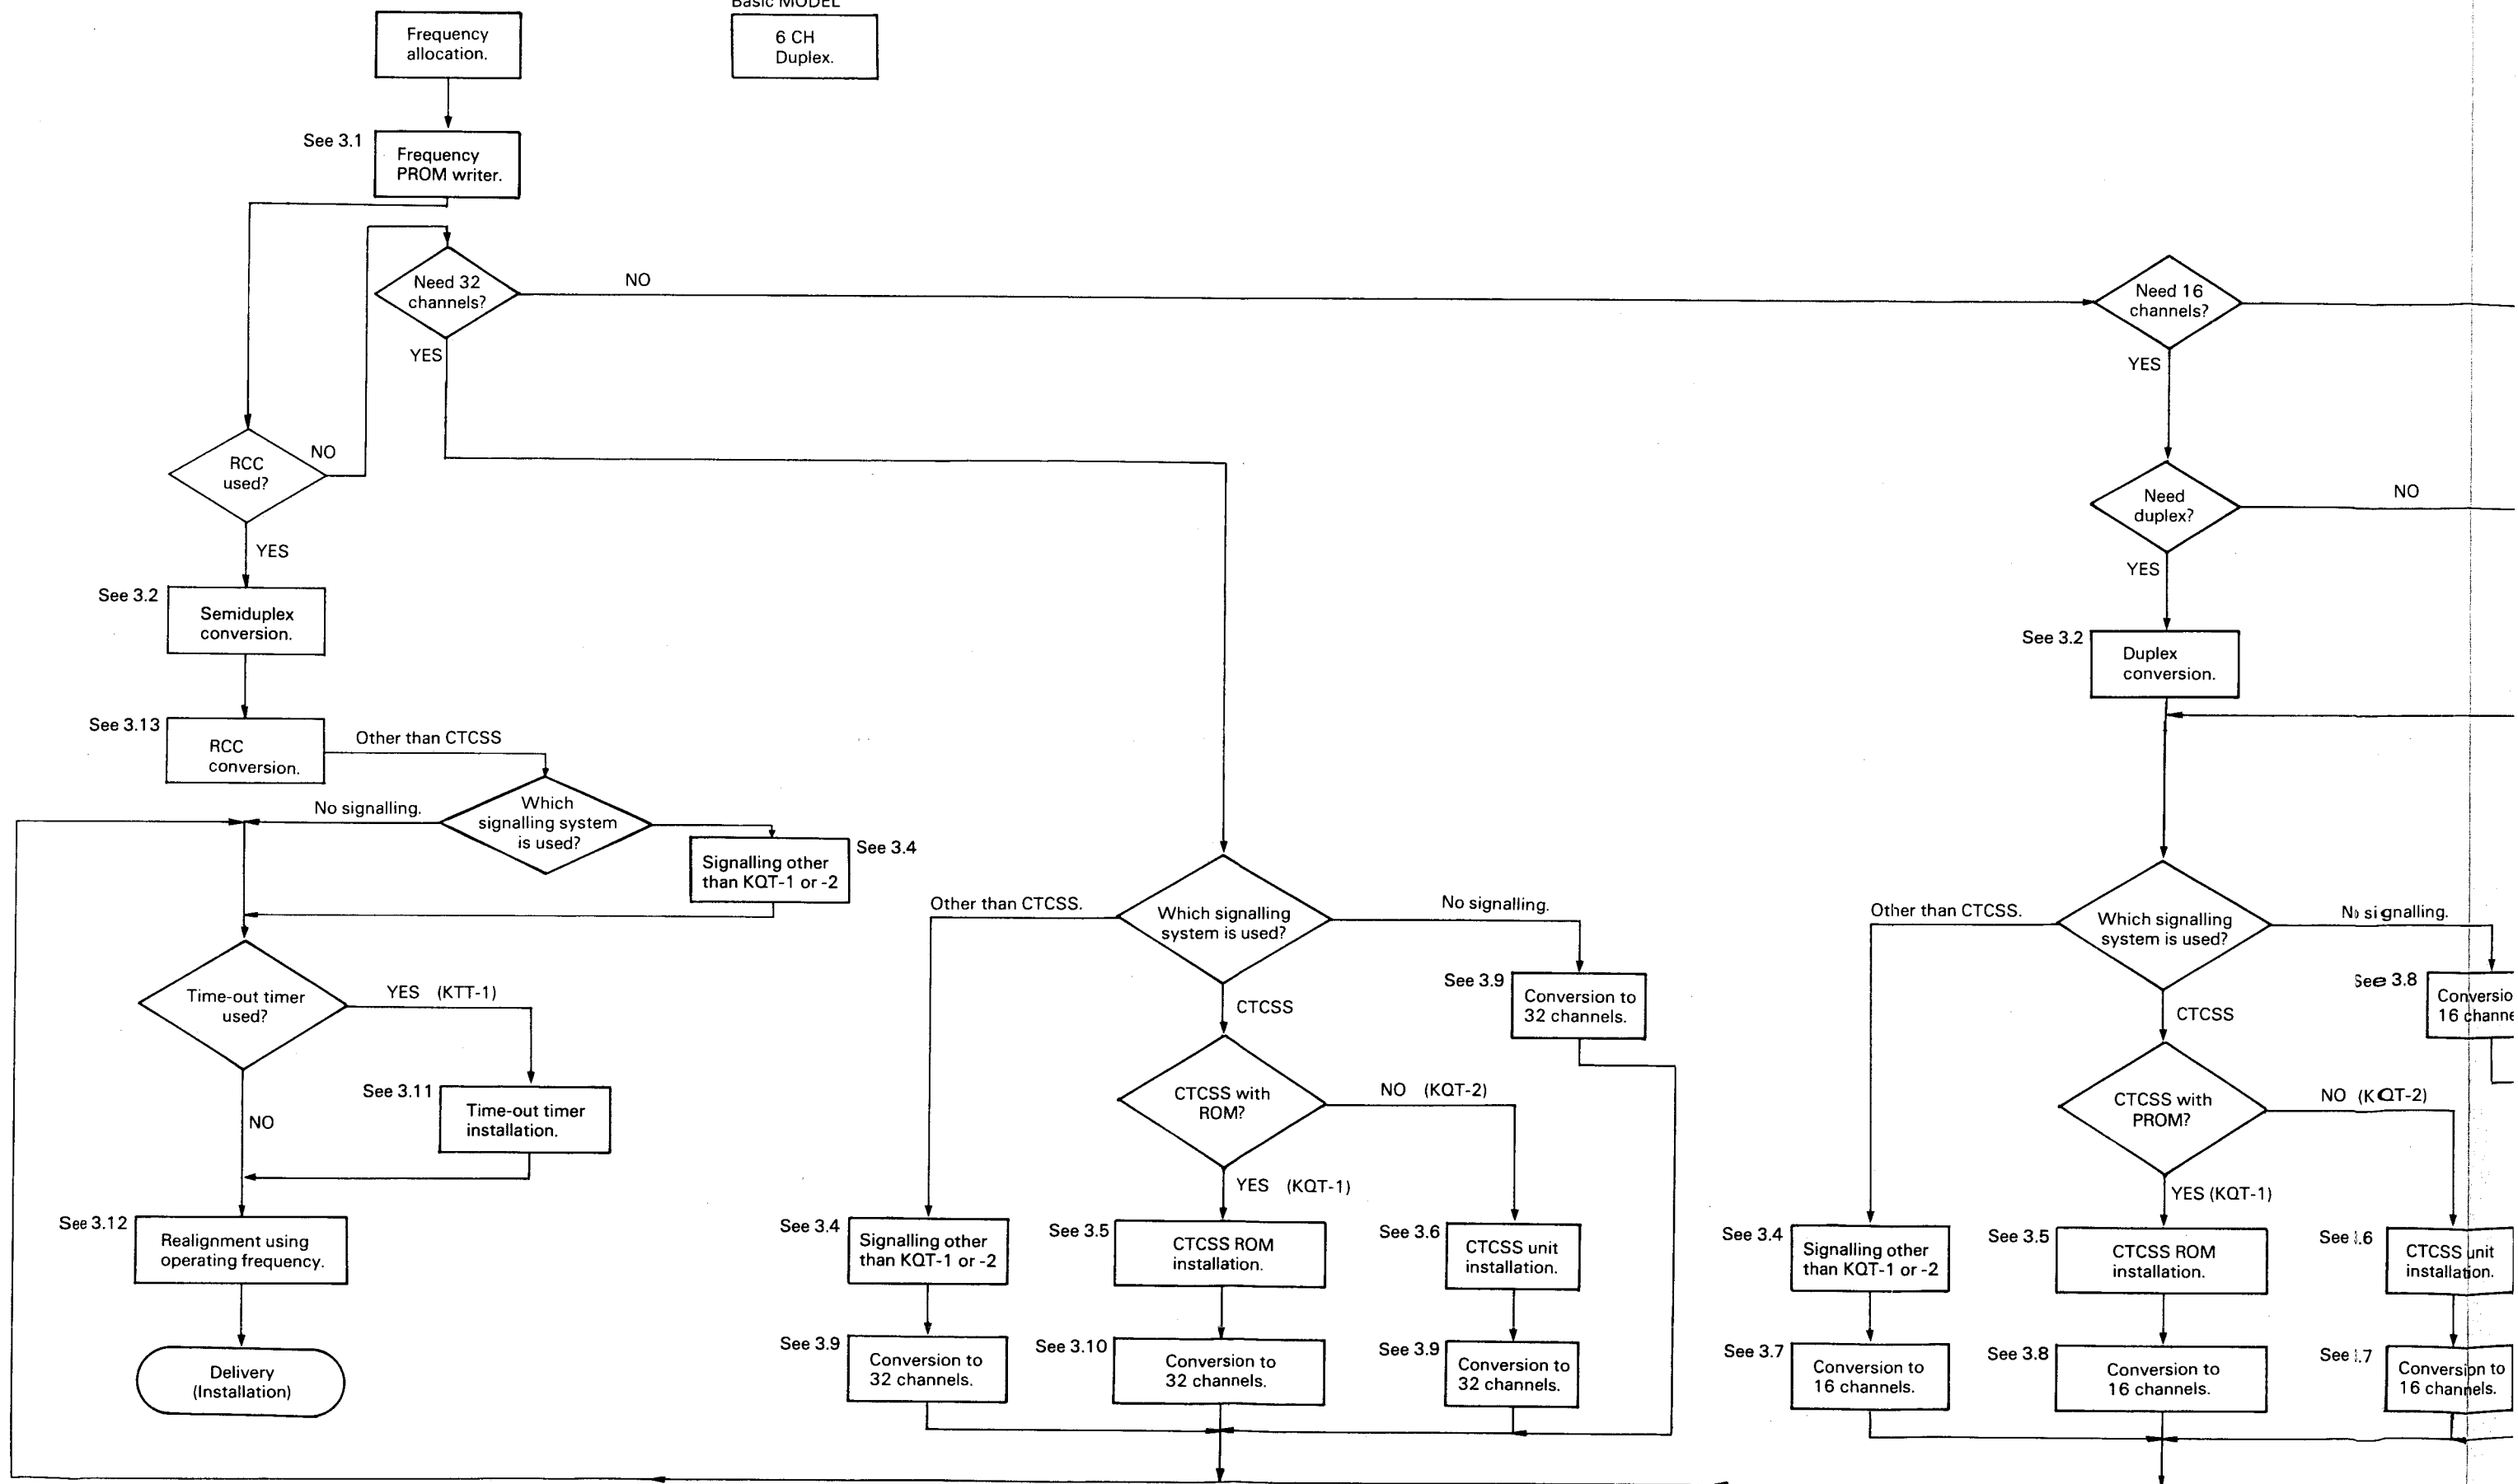 Basic MODEL
Frequency
allocation.
6 CH
Duplex.
See 3.1
Frequency
PROM writer.
Need 32
channels?
NO
YES
Need 16
channels?
YES
RCC
used?
NO
YES
Need
duplex?
NO
YES
See 3.2
Semiduplex
conversion.
See 3.2
Duplex
conversion.
See 3.13
RCC
conversion.
Other than CTCSS
No signalling.
Which
signalling system
is used?
Signalling other
than KQT-1 or -2
See 3.4
Time-out timer
used?
YES (KTT-1)
NO
See 3.11
Time-out timer
installation.
See 3.12
Realignment using
operating frequency.
Delivery
(Installation)
Other than CTCSS.
Which signalling
system is used?
No signalling.
CTCSS
See 3.9
Conversion to
32 channels.
CTCSS with
ROM?
NO (KQT-2)
YES (KQT-1)
See 3.4
Signalling other
than KQT-1 or -2
See 3.5
CTCSS ROM
installation.
See 3.6
CTCSS unit
installation.
See 3.9
Conversion to
32 channels.
See 3.10
Conversion to
32 channels.
See 3.9
Conversion to
32 channels.
Other than CTCSS.
Which signalling
system is used?
No signalling.
CTCSS
See 3.8
Conversio
16 channe
CTCSS with
PROM?
NO (KQT-2)
YES (KQT-1)
See 3.4
Signalling other
than KQT-1 or -2
See 3.5
CTCSS ROM
installation.
See
CTCSS unit
installation.
See 3.7
Conversion to
16 channels.
See 3.8
Conversion to
16 channels.
See
Conversion to
16 channels.